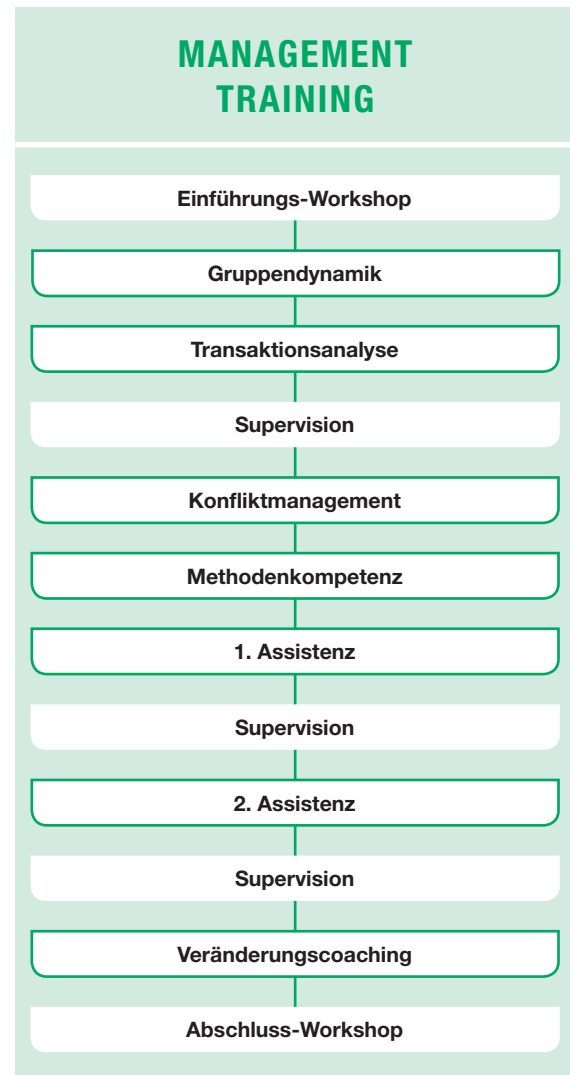 MANAGEMENT
TRAINING
Einführungs-Workshop
Gruppendynamik
Transaktionsanalyse
Supervision
Konfliktmanagement
Methodenkompetenz
1. Assistenz
Supervision
2. Assistenz
Supervision
Veränderungscoaching
Abschluss-Workshop